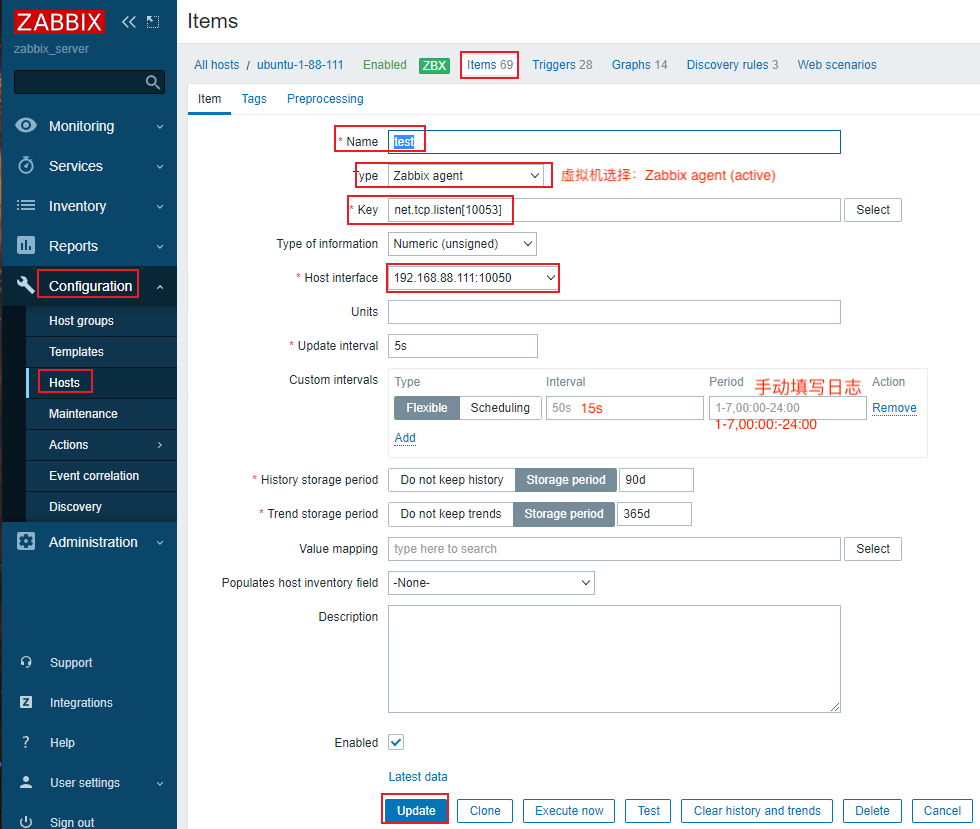 ZABBIX
zabbix_server
Monitoring
Services
Inventory
Reports
Configuration
Host groups
Templates
Hosts
Maintenance
Actions
Event correlation
Discovery
Administration
Support
Integrations
Help
User settings
Sign out
Items
All hosts / ubuntu-1-88-111 Enabled ZBX Items 69 Triggers 28 Graphs 14 Discovery rules 3 Web scenarios
Item Tags Preprocessing
* Name test
Type Zabbix agent 虚拟机选择：Zabbix agent (active)
* Key net.tcp.listen[10053] Select
Type of information Numeric (unsigned)
* Host interface 192.168.88.111:10050
Units
* Update interval 5s
Custom intervals Type Interval Period 手动填写日志 Action
Flexible Scheduling 50s 15s 1-7,00:00-24:00 Remove
1-7,00:00:-24:00
Add
* History storage period Do not keep history Storage period 90d
* Trend storage period Do not keep trends Storage period 365d
Value mapping type here to search Select
Populates host inventory field -None-
Description
Enabled
Latest data
Update Clone Execute now Test Clear history and trends Delete Cancel